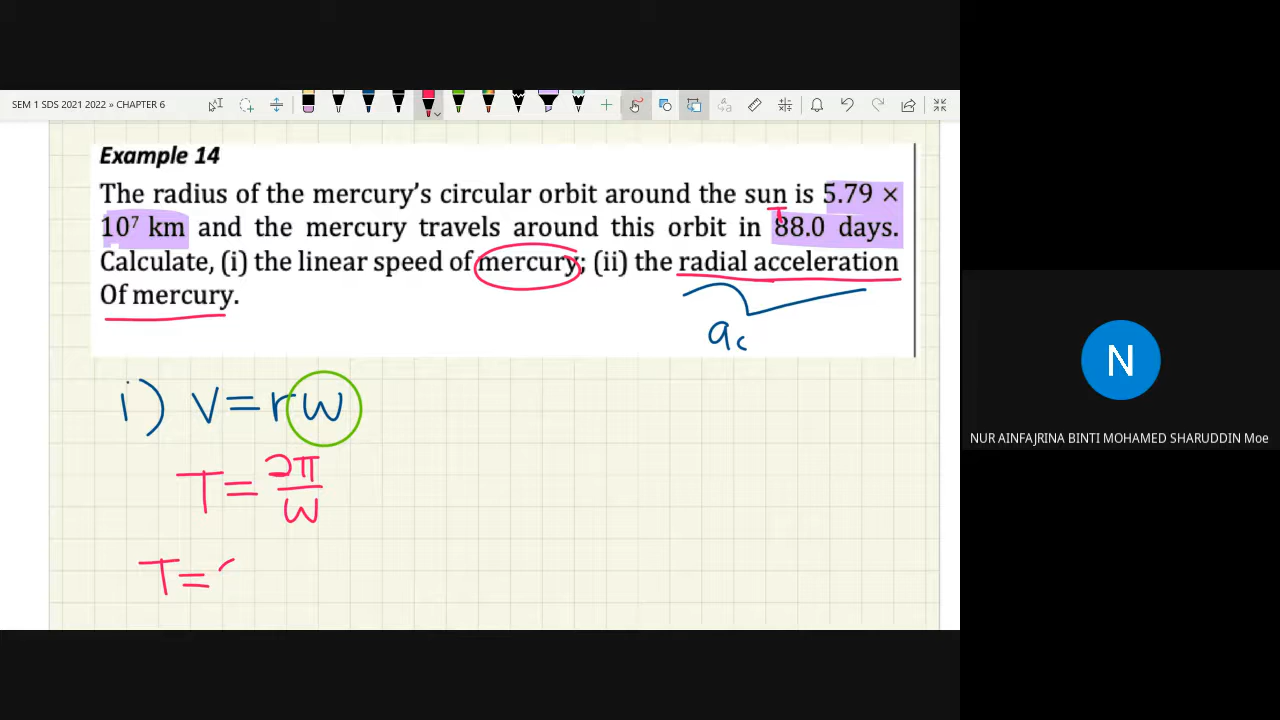 SEM 1 SDS 2021 2022 » CHAPTER 6
Example 14
The radius of the mercury's circular orbit around the sun is 5.79 ×
10⁷ km and the mercury travels around this orbit in 88.0 days.
T
Calculate, (i) the linear speed of mercury; (ii) the radial acceleration
Of mercury.
ac
i) v = rw
T = 2π/w
T =
N
NUR AINFAJRINA BINTI MOHAMED SHARUDDIN Moe